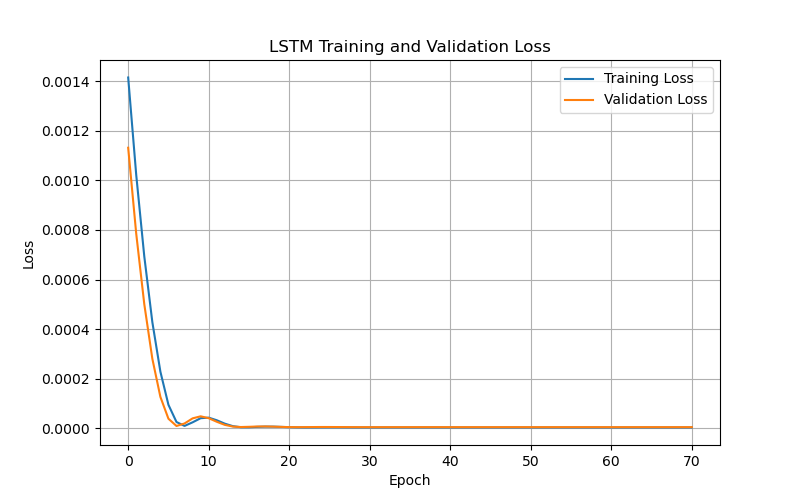 LSTM Training and Validation Loss
Training Loss
Validation Loss
Loss
0.0014
0.0012
0.0010
0.0008
0.0006
0.0004
0.0002
0.0000
0 10 20 30 40 50 60 70
Epoch